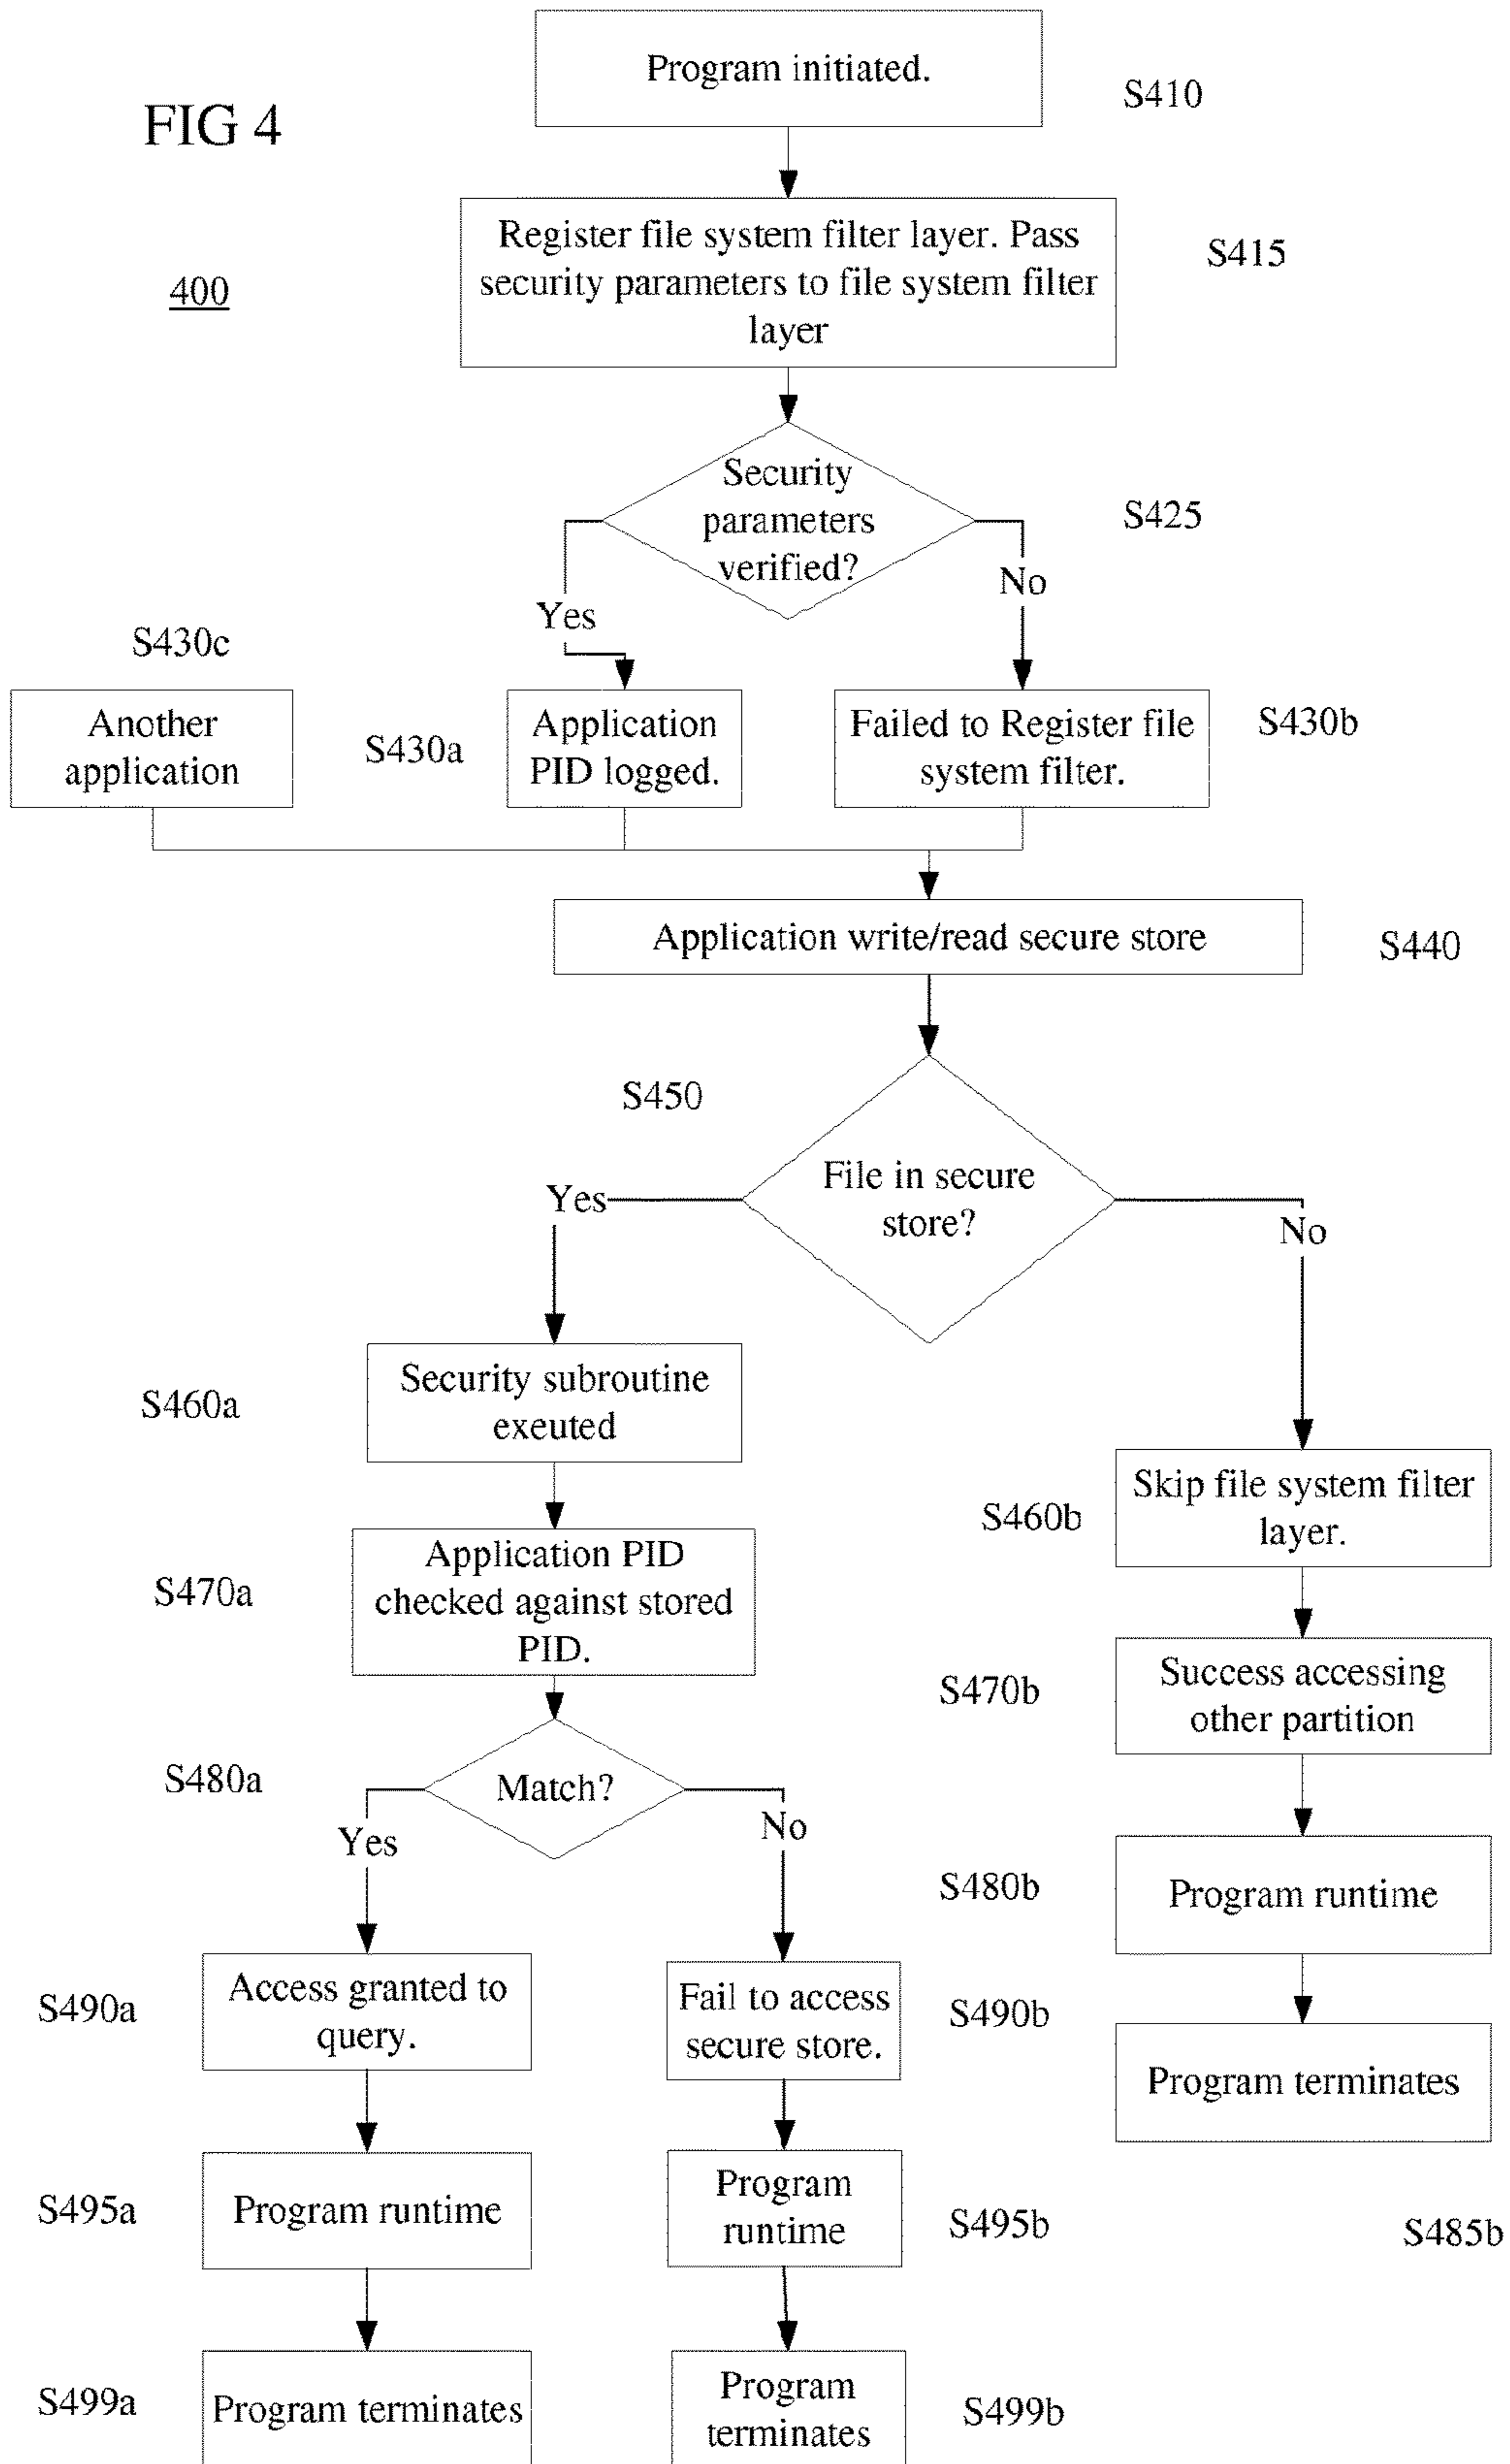 Program initiated.
S410
FIG 4
Register file system filter layer. Pass
security parameters to file system filter
layer
S415
400
Security
parameters
verified?
S425
Yes
No
S430c
Another
application
S430a
Application
PID logged.
Failed to Register file
system filter.
S430b
Application write/read secure store
S440
S450
File in secure
store?
Yes
No
S460a
Security subroutine
exeuted
S460b
Skip file system filter
layer.
S470a
Application PID
checked against stored
PID.
S470b
Success accessing
other partition
S480a
Match?
Yes
No
S480b
Program runtime
S490a
Access granted to
query.
Fail to access
secure store.
S490b
Program terminates
S485b
S495a
Program runtime
Program
runtime
S495b
S499a
Program terminates
Program
terminates
S499b